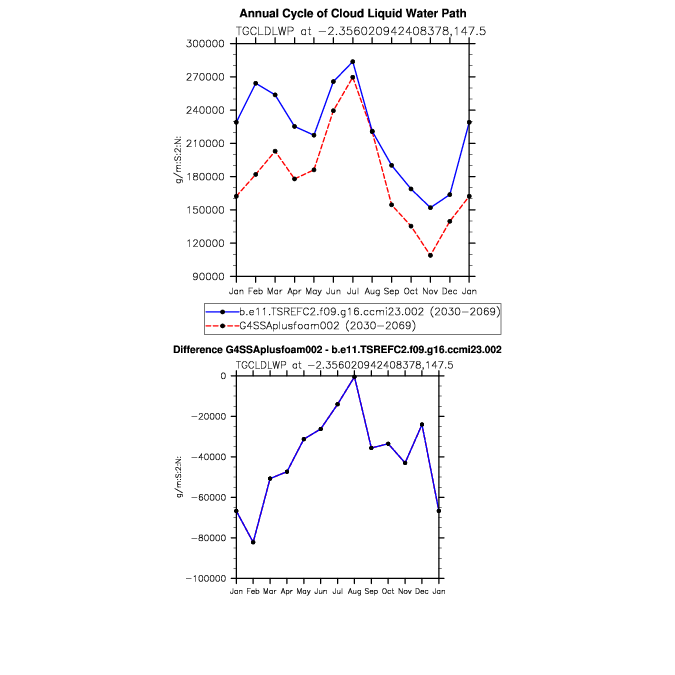 Annual Cycle of Cloud Liquid Water Path
TGCLDLWP at −2.356020942408378,147.5
300000
270000
240000
210000
180000
150000
120000
90000
g/m:S:2:N:
Jan Feb Mar Apr May Jun Jul Aug Sep Oct Nov Dec Jan
b.e11.TSREFC2.f09.g16.ccmi23.002 (2030−2069)
G4SSAplusfoam002 (2030−2069)
Difference G4SSAplusfoam002 - b.e11.TSREFC2.f09.g16.ccmi23.002
TGCLDLWP at −2.356020942408378,147.5
0
−20000
−40000
−60000
−80000
−100000
g/m:S:2:N:
Jan Feb Mar Apr May Jun Jul Aug Sep Oct Nov Dec Jan